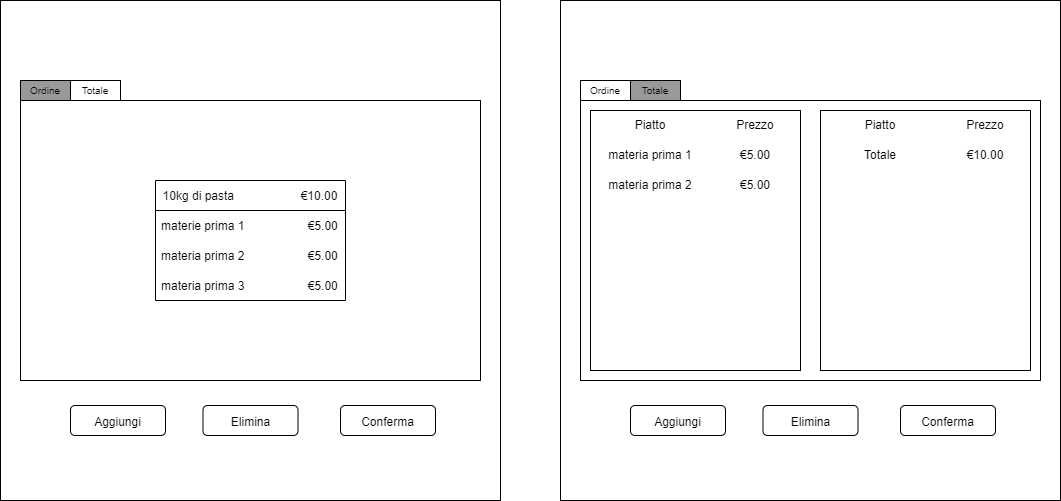 Ordine Totale
10kg di pasta €10.00
materie prima 1 €5.00
materia prima 2 €5.00
materia prima 3 €5.00
Aggiungi Elimina Conferma
Ordine Totale
Piatto Prezzo
materia prima 1 €5.00
materia prima 2 €5.00
Piatto Prezzo
Totale €10.00
Aggiungi Elimina Conferma